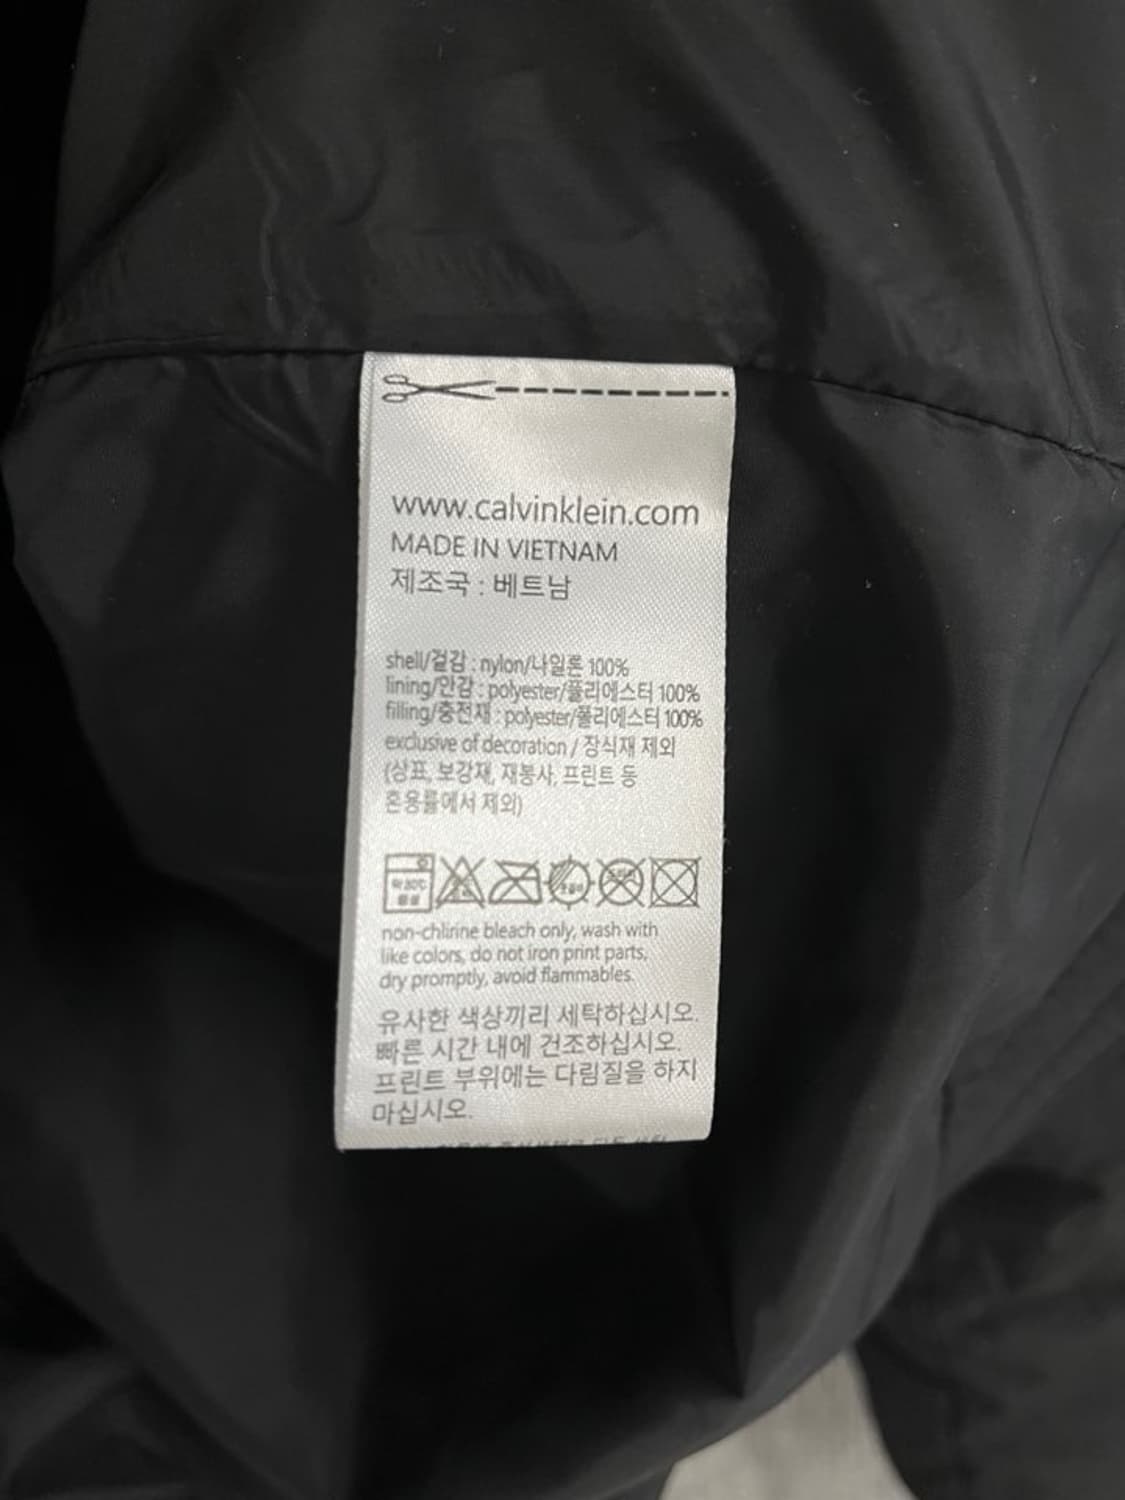 www.calvinklein.com
MADE IN VIETNAM
제조국 : 베트남
shell/겉감 : nylon/나일론 100%
lining/안감 : polyester/폴리에스터 100%
filling/충전재 : polyester/폴리에스터 100%
exclusive of decoration / 장식재 제외
(상표, 보강재, 재봉사, 프린트 등
혼용률에서 제외)
약 30℃
중성
non-chlirine bleach only, wash with
like colors, do not iron print parts,
dry promptly, avoid flammables.
유사한 색상끼리 세탁하십시오.
빠른 시간 내에 건조하십시오.
프린트 부위에는 다림질을 하지
마십시오.